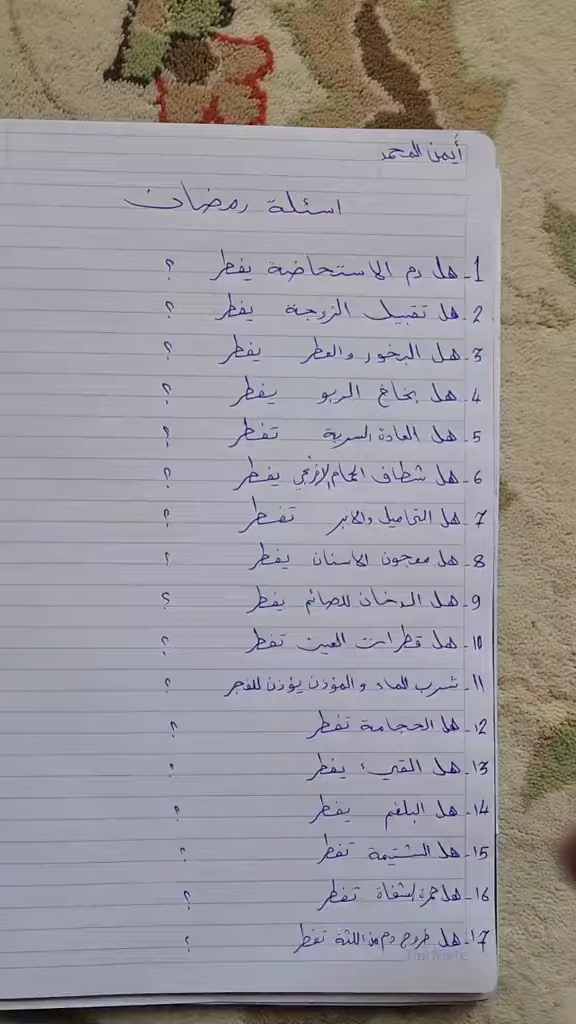 أيمن المحمد
اسئلة رمضان
1- هل دم الاستحاضة يفطر ؟
2- هل تقبيل الزوجة يفطر ؟
3- هل البخور والعطر يفطر ؟
4- هل بخاخ الربو يفطر ؟
5- هل العادة السرية تفطر ؟
6- هل شطاف الحمام الافرنجي يفطر ؟
7- هل التحاميل والابر تفطر ؟
8- هل معجون الاسنان يفطر ؟
9- هل الدخان للصائم يفطر ؟
10- هل قطرات العين تفطر ؟
11- شرب الماء والمؤذن يؤذن للفجر ؟
12- هل الحجامة تفطر ؟
13- هل القيء يفطر ؟
14- هل البلغم يفطر ؟
15- هل الشتيمة تفطر ؟
16- هل حمرة الشفاة تفطر ؟
17- هل خروج دم من اللثة تفطر ؟